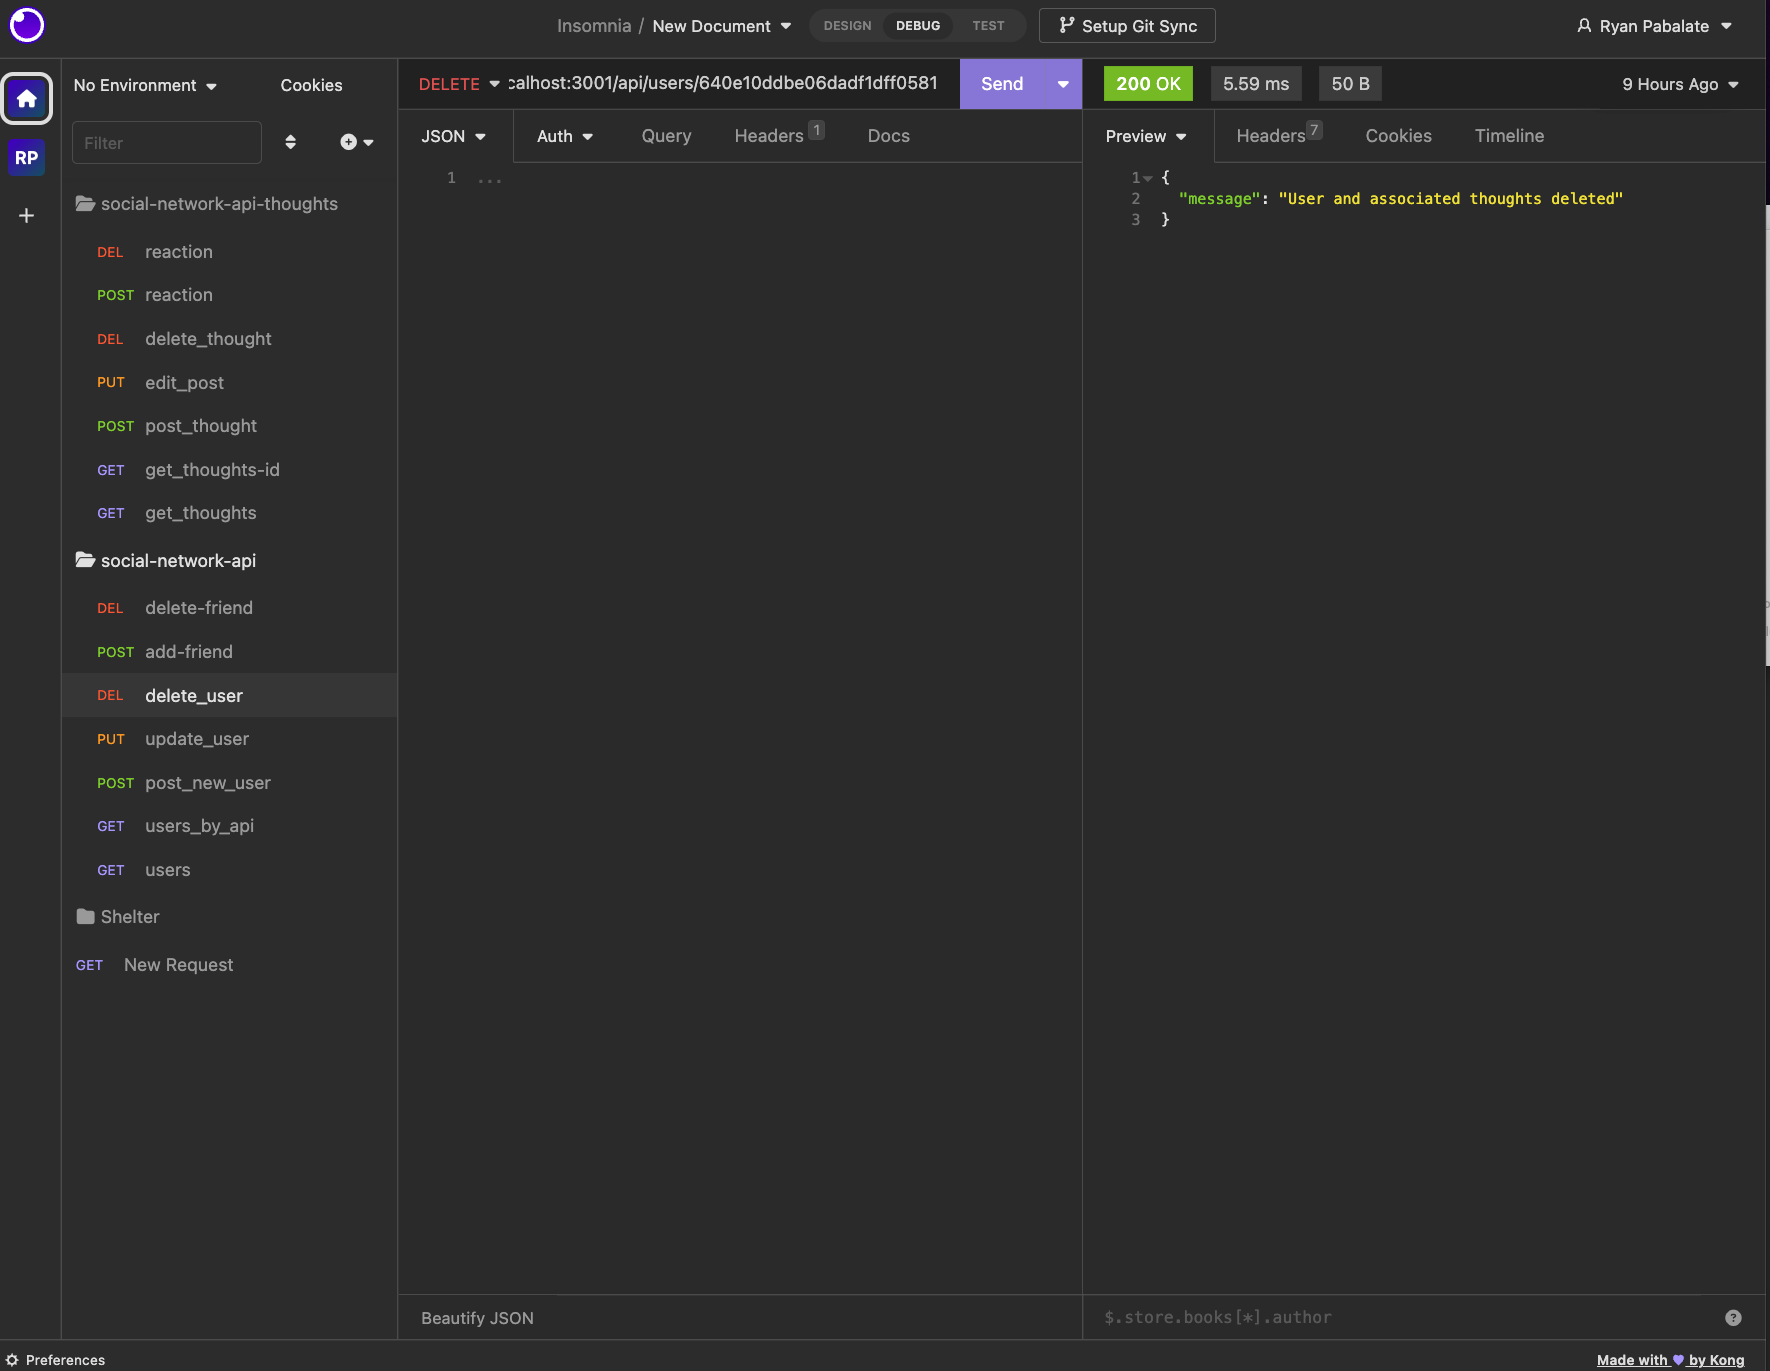 Insomnia / New Document
DESIGN DEBUG TEST
Setup Git Sync
Ryan Pabalate
RP
No Environment
Cookies
Filter
social-network-api-thoughts
DEL reaction
POST reaction
DEL delete_thought
PUT edit_post
POST post_thought
GET get_thoughts-id
GET get_thoughts
social-network-api
DEL delete-friend
POST add-friend
DEL delete_user
PUT update_user
POST post_new_user
GET users_by_api
GET users
Shelter
GET New Request
DELETE calhost:3001/api/users/640e10ddbe06dadf1dff0581 Send
JSON Auth Query Headers 1 Docs
1 ...
Beautify JSON
200 OK 5.59 ms 50 B 9 Hours Ago
Preview Headers 7 Cookies Timeline
1 {
2 "message": "User and associated thoughts deleted"
3 }
$.store.books[*].author
?
Preferences
Made with 💜 by Kong